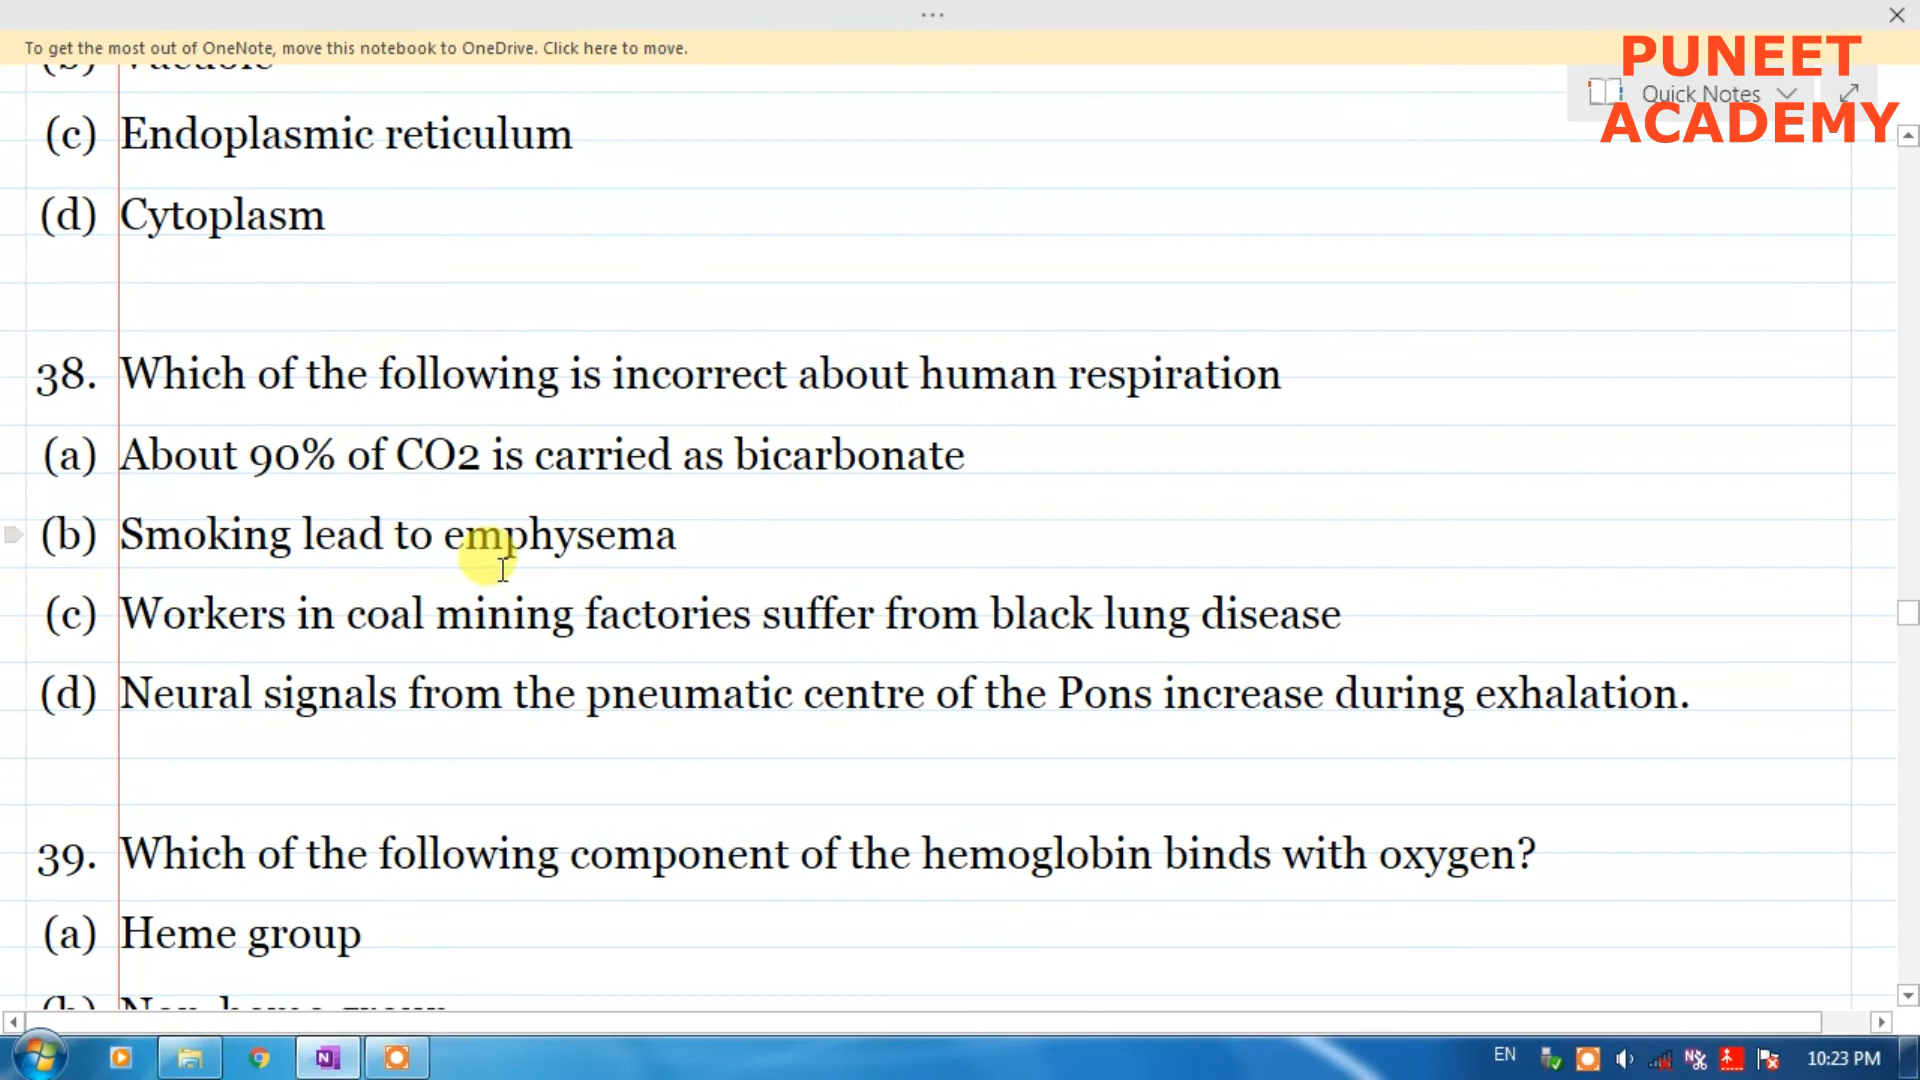 To get the most out of OneNote, move this notebook to OneDrive. Click here to move.
PUNEET
Quick Notes
ACADEMY
(b) Vacuole
(c) Endoplasmic reticulum
(d) Cytoplasm
38. Which of the following is incorrect about human respiration
(a) About 90% of CO2 is carried as bicarbonate
(b) Smoking lead to emphysema
(c) Workers in coal mining factories suffer from black lung disease
(d) Neural signals from the pneumatic centre of the Pons increase during exhalation.
39. Which of the following component of the hemoglobin binds with oxygen?
(a) Heme group
(b) Non-heme group
EN
10:23 PM